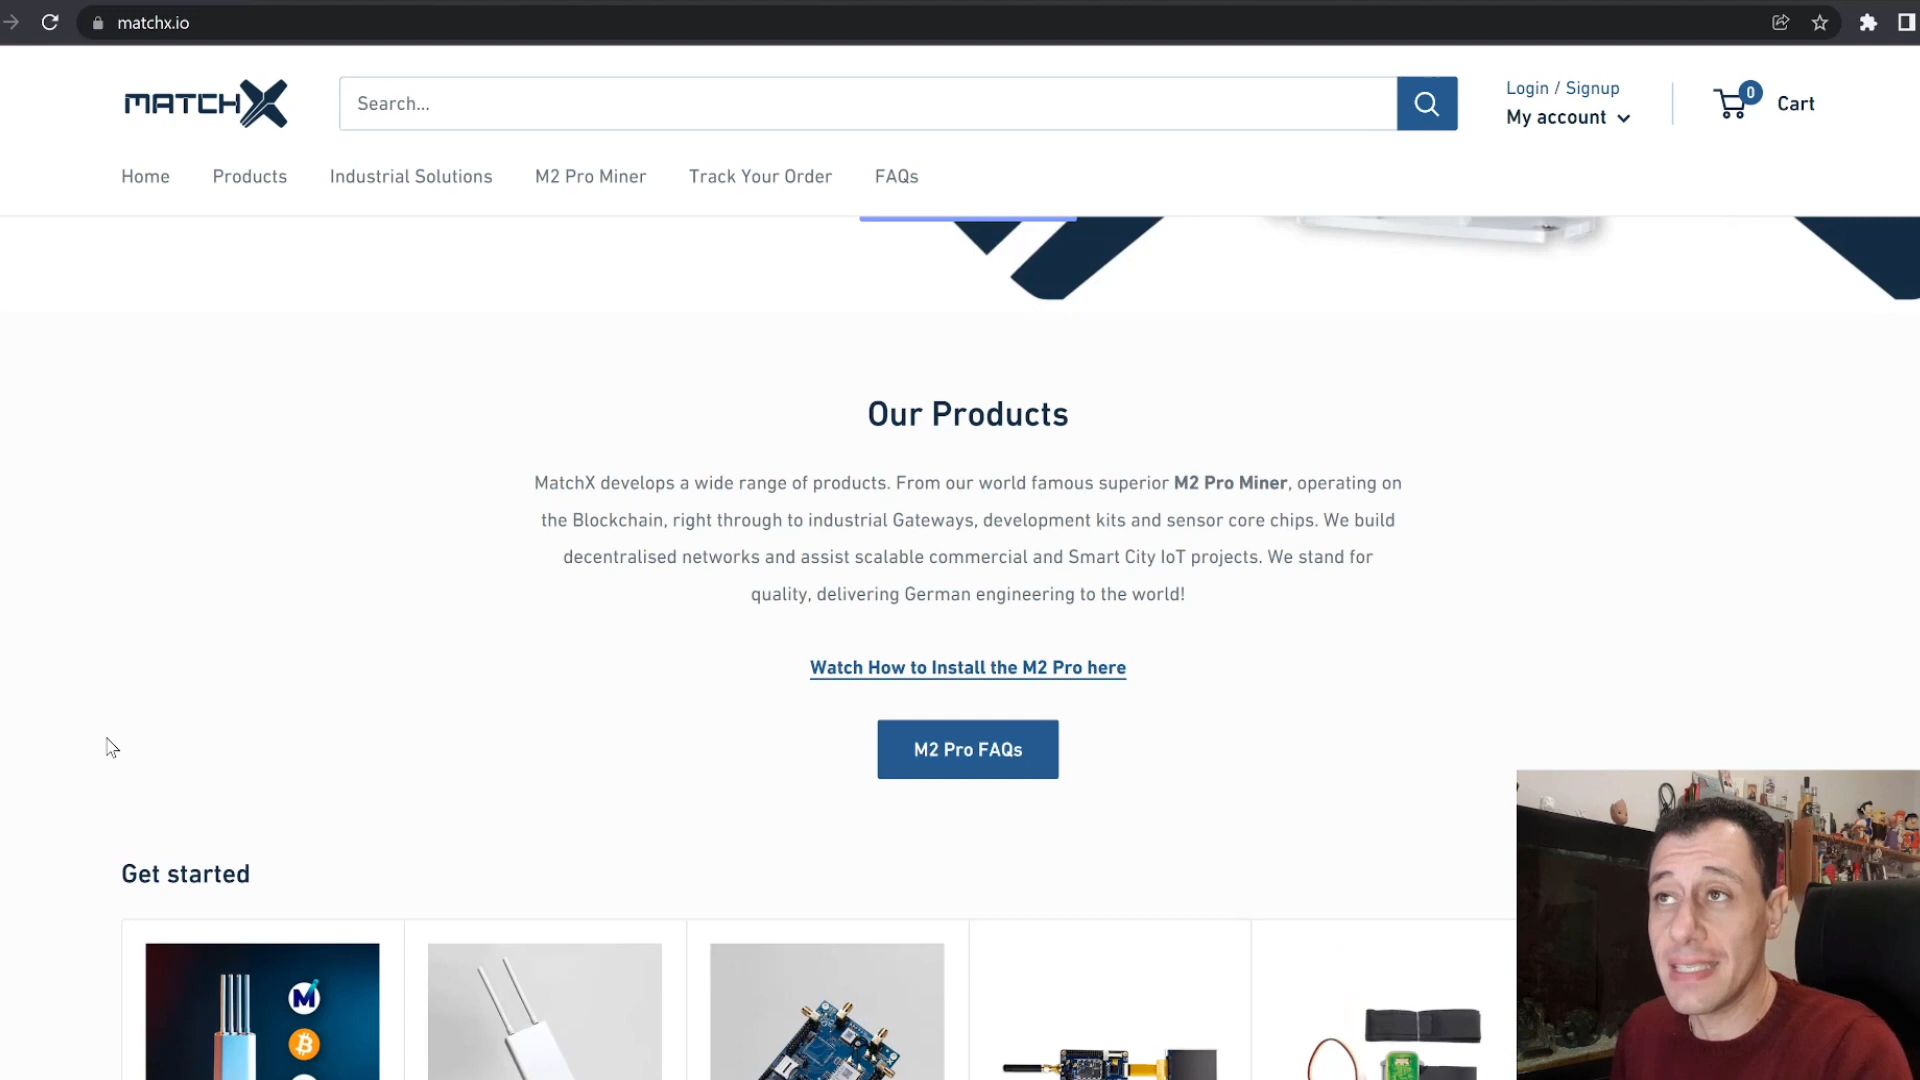 matchx.io
MATCHX
Search...
Login / Signup
My account
0
Cart
Home
Products
Industrial Solutions
M2 Pro Miner
Track Your Order
FAQs
Our Products
MatchX develops a wide range of products. From our world famous superior M2 Pro Miner, operating on
the Blockchain, right through to industrial Gateways, development kits and sensor core chips. We build
decentralised networks and assist scalable commercial and Smart City IoT projects. We stand for
quality, delivering German engineering to the world!
Watch How to Install the M2 Pro here
M2 Pro FAQs
Get started